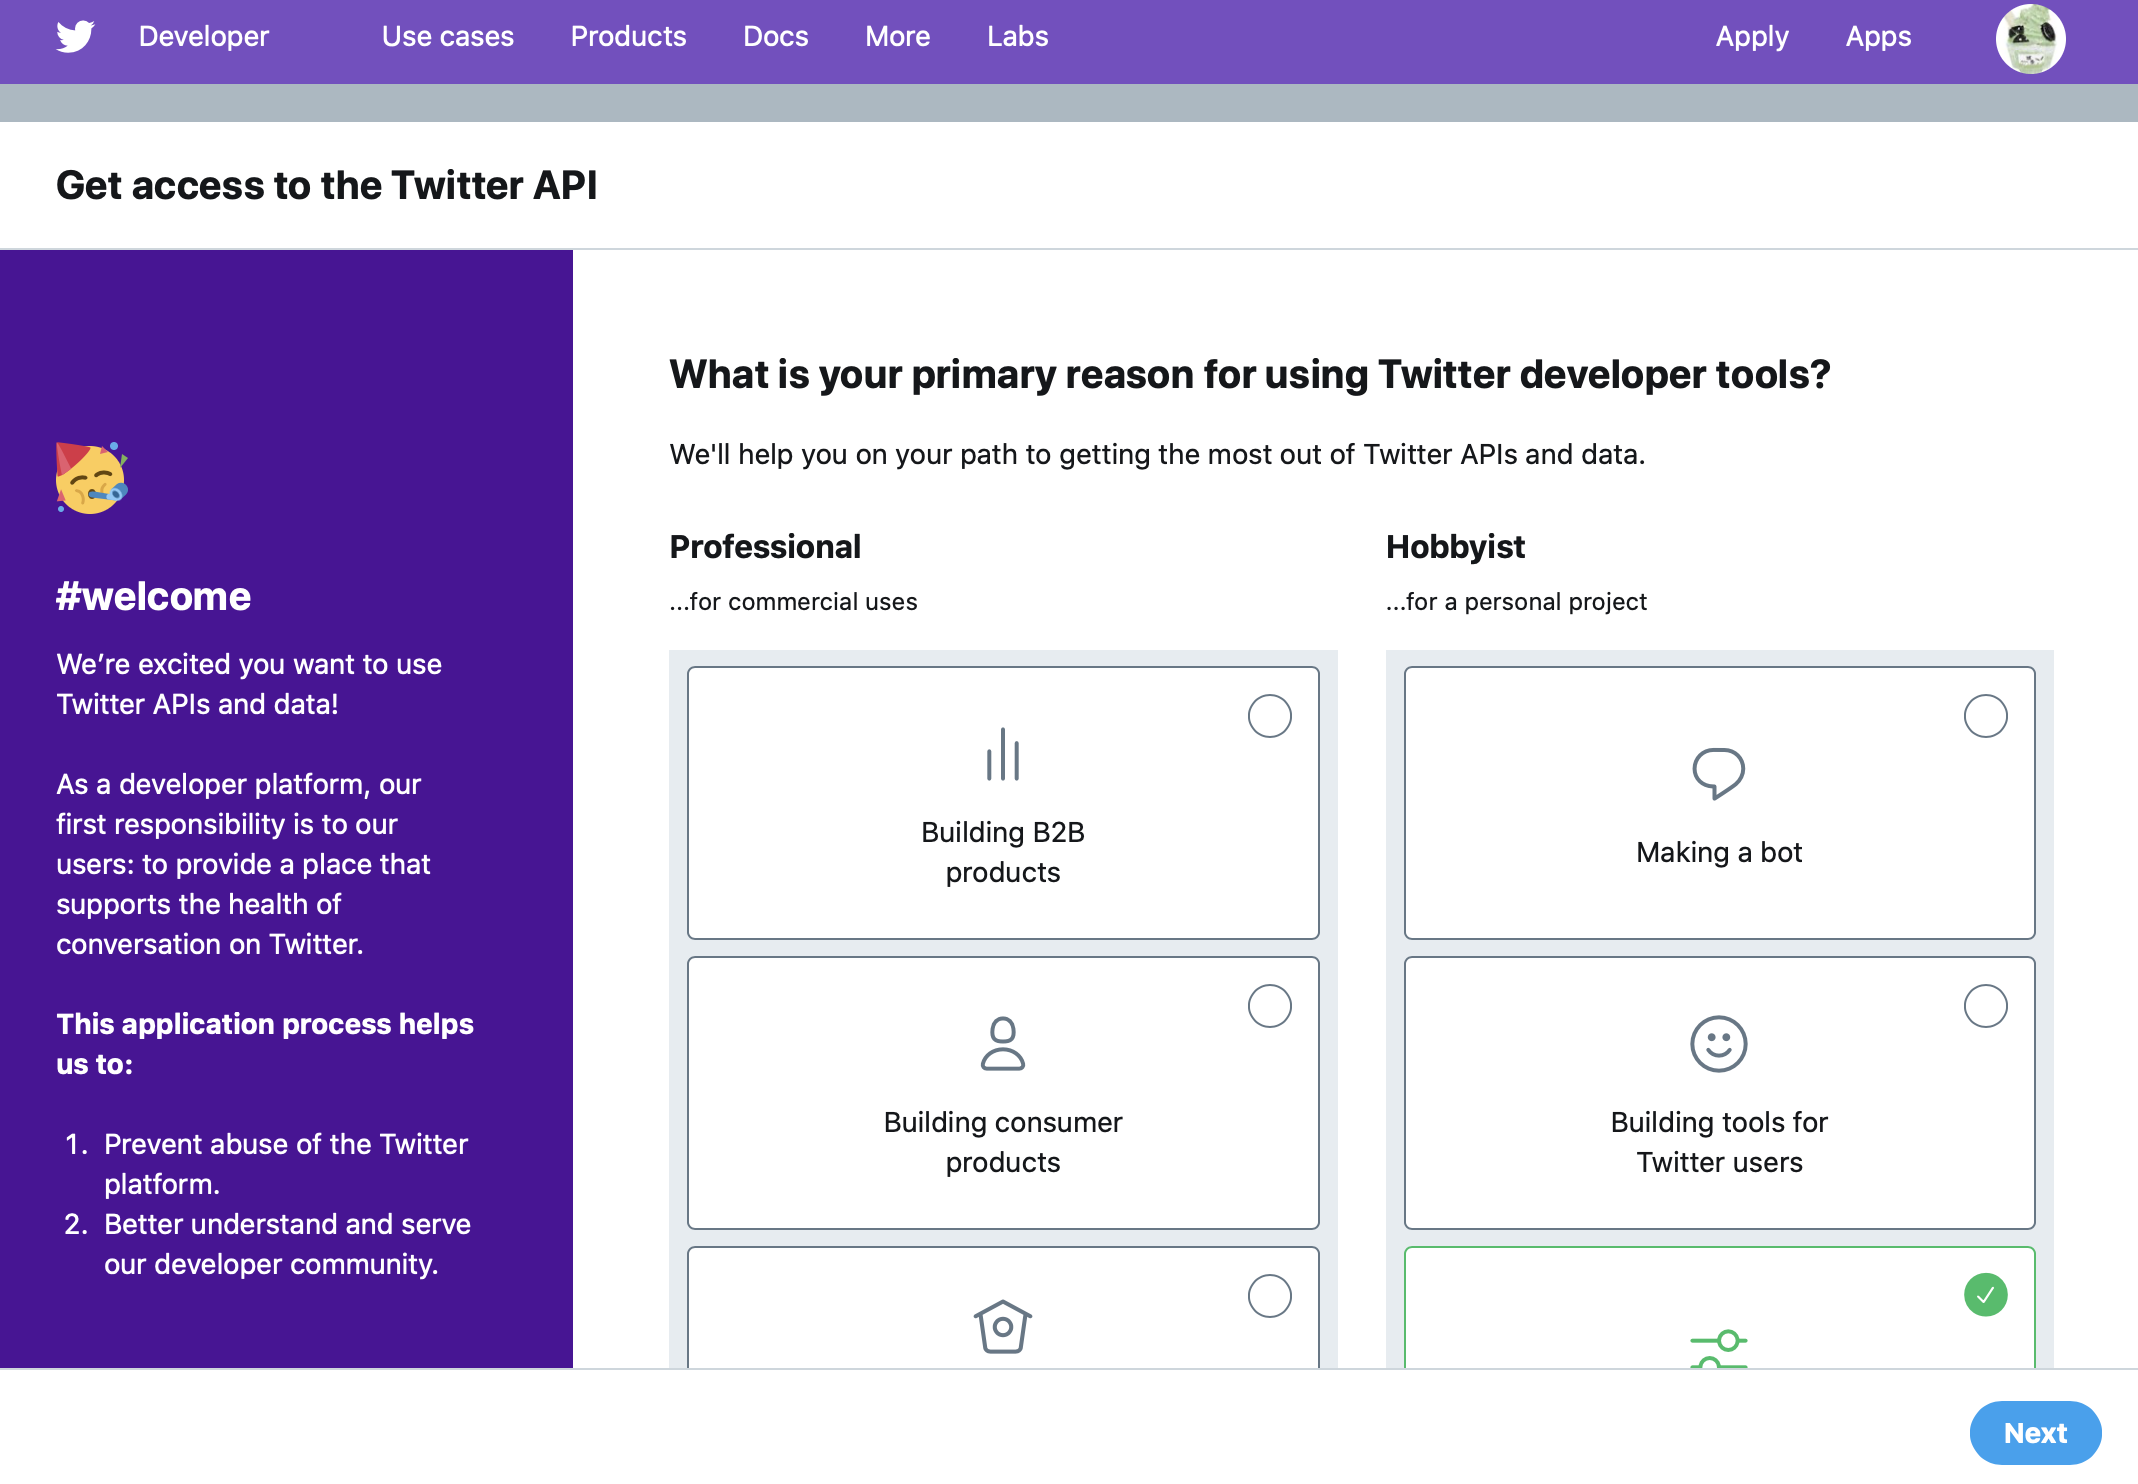 Developer
Use cases
Products
Docs
More
Labs
Apply
Apps
Get access to the Twitter API
#welcome
We’re excited you want to use
Twitter APIs and data!
As a developer platform, our
first responsibility is to our
users: to provide a place that
supports the health of
conversation on Twitter.
This application process helps
us to:
1. Prevent abuse of the Twitter
platform.
2. Better understand and serve
our developer community.
What is your primary reason for using Twitter developer tools?
We'll help you on your path to getting the most out of Twitter APIs and data.
Professional
...for commercial uses
Building B2B
products
Building consumer
products
Hobbyist
...for a personal project
Making a bot
Building tools for
Twitter users
Next